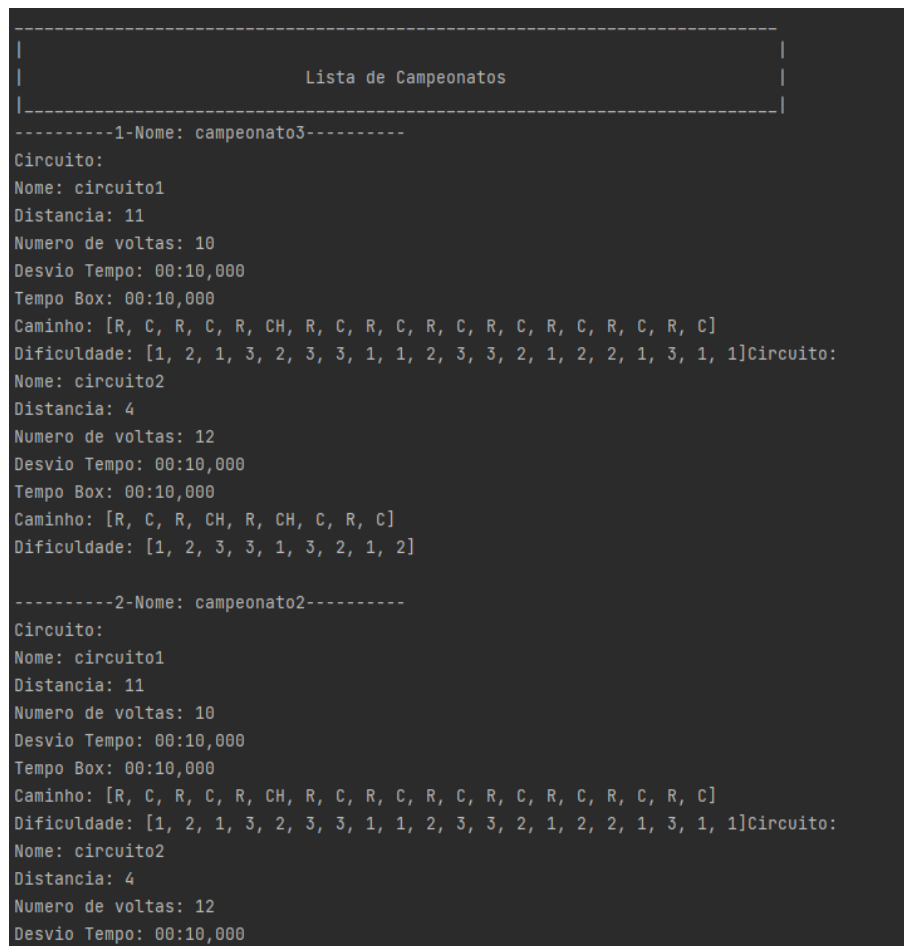 ____________________________________________________________________________
|                                                                           |
|                            Lista de Campeonatos                           |
|___________________________________________________________________________|
----------1-Nome: campeonato3----------
Circuito:
Nome: circuito1
Distancia: 11
Numero de voltas: 10
Desvio Tempo: 00:10,000
Tempo Box: 00:10,000
Caminho: [R, C, R, C, R, CH, R, C, R, C, R, C, R, C, R, C, R, C, R, C]
Dificuldade: [1, 2, 1, 3, 2, 3, 3, 1, 1, 2, 3, 3, 2, 1, 2, 2, 1, 3, 1, 1]Circuito:
Nome: circuito2
Distancia: 4
Numero de voltas: 12
Desvio Tempo: 00:10,000
Tempo Box: 00:10,000
Caminho: [R, C, R, CH, R, CH, C, R, C]
Dificuldade: [1, 2, 3, 3, 1, 3, 2, 1, 2]

----------2-Nome: campeonato2----------
Circuito:
Nome: circuito1
Distancia: 11
Numero de voltas: 10
Desvio Tempo: 00:10,000
Tempo Box: 00:10,000
Caminho: [R, C, R, C, R, CH, R, C, R, C, R, C, R, C, R, C, R, C, R, C]
Dificuldade: [1, 2, 1, 3, 2, 3, 3, 1, 1, 2, 3, 3, 2, 1, 2, 2, 1, 3, 1, 1]Circuito:
Nome: circuito2
Distancia: 4
Numero de voltas: 12
Desvio Tempo: 00:10,000